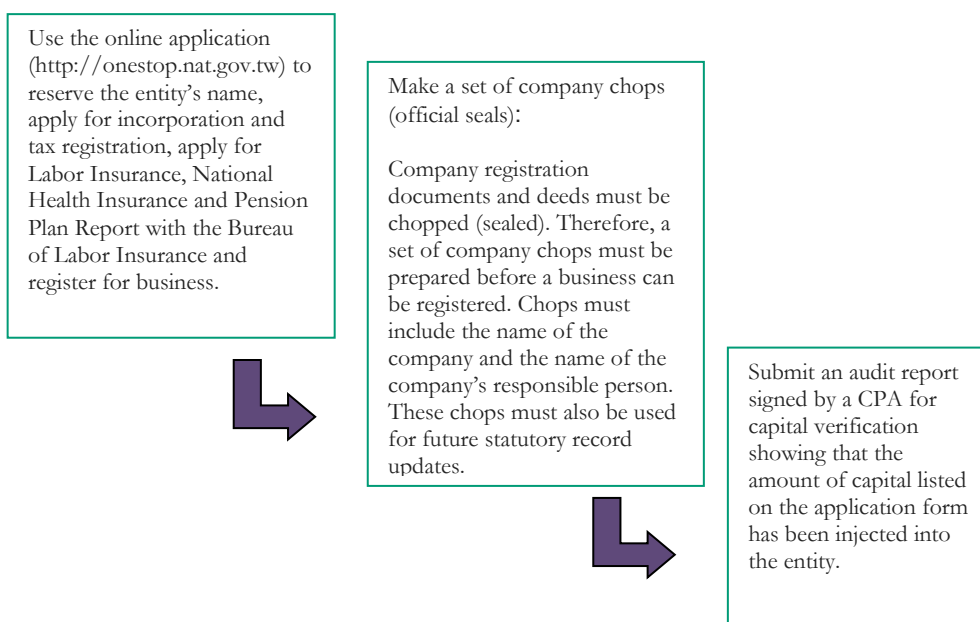 Use the online application
(http://onestop.nat.gov.tw) to
reserve the entity’s name,
apply for incorporation and
tax registration, apply for
Labor Insurance, National
Health Insurance and Pension
Plan Report with the Bureau
of Labor Insurance and
register for business.
Make a set of company chops
(official seals):
Company registration
documents and deeds must be
chopped (sealed). Therefore, a
set of company chops must be
prepared before a business can
be registered. Chops must
include the name of the
company and the name of the
company’s responsible person.
These chops must also be used
for future statutory record
updates.
Submit an audit report
signed by a CPA for
capital verification
showing that the
amount of capital listed
on the application form
has been injected into
the entity.